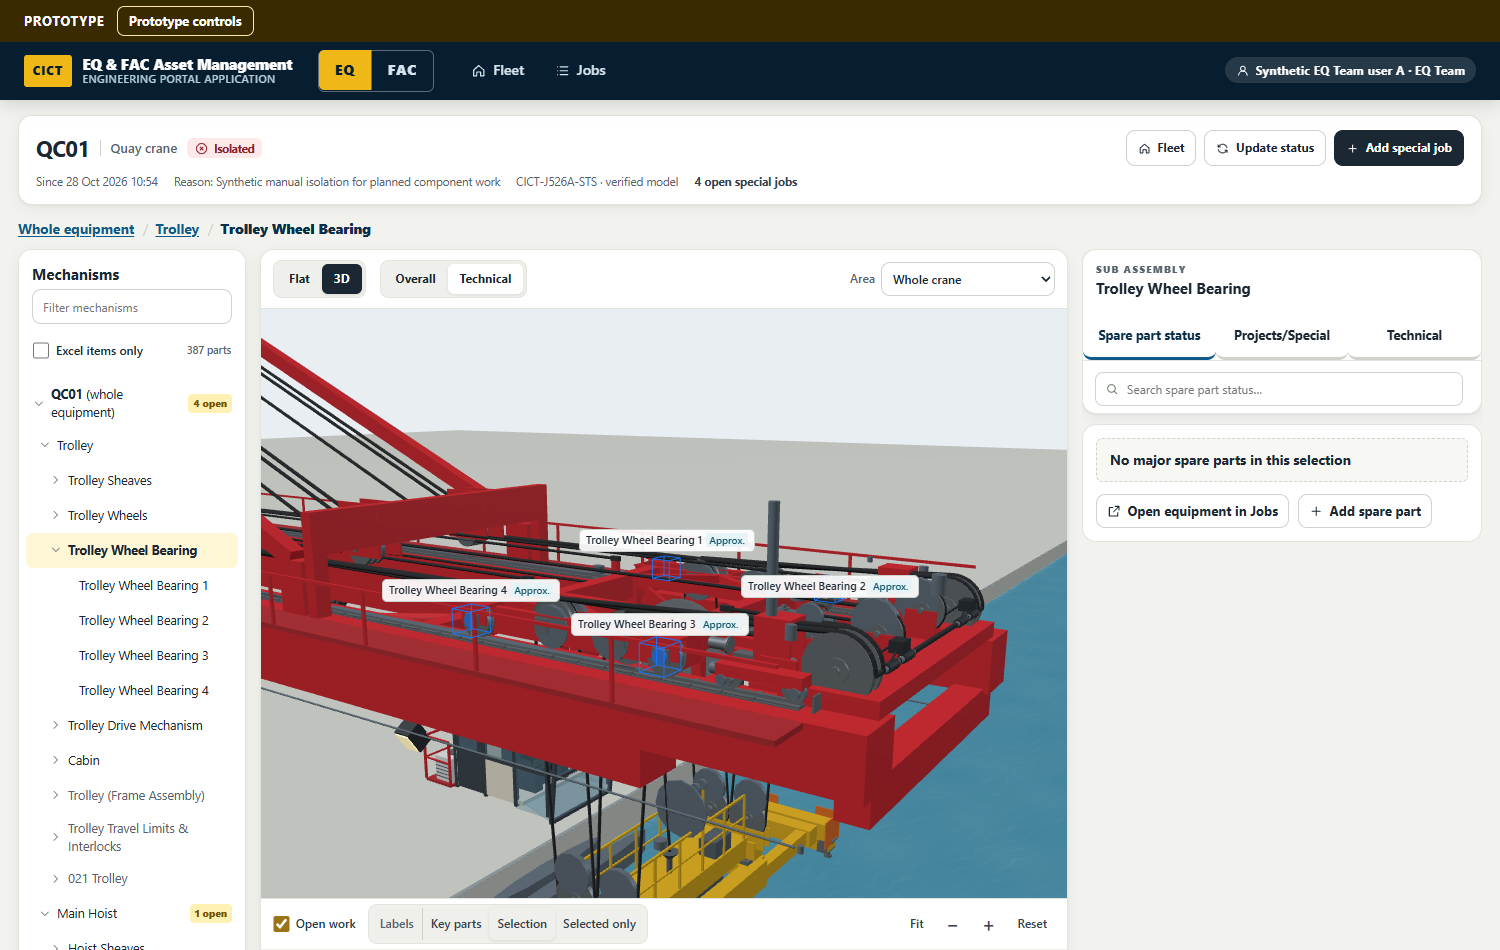 PROTOTYPE
Prototype controls
CICT
EQ & FAC Asset Management
ENGINEERING PORTAL APPLICATION
EQ
FAC
Fleet
Jobs
Synthetic EQ Team user A · EQ Team
QC01
Quay crane
Isolated
Fleet
Update status
Add special job
Since 28 Oct 2026 10:54
Reason: Synthetic manual isolation for planned component work
CICT-J526A-STS · verified model
4 open special jobs
Whole equipment / Trolley / Trolley Wheel Bearing
Mechanisms
Filter mechanisms
Excel items only
387 parts
QC01 (whole equipment)
4 open
Trolley
Trolley Sheaves
Trolley Wheels
Trolley Wheel Bearing
Trolley Wheel Bearing 1
Trolley Wheel Bearing 2
Trolley Wheel Bearing 3
Trolley Wheel Bearing 4
Trolley Drive Mechanism
Cabin
Trolley (Frame Assembly)
Trolley Travel Limits & Interlocks
021 Trolley
Main Hoist
1 open
Hoist Sheaves
Flat
3D
Overall
Technical
Area
Whole crane
Trolley Wheel Bearing 1 Approx.
Trolley Wheel Bearing 2 Approx.
Trolley Wheel Bearing 4 Approx.
Trolley Wheel Bearing 3 Approx.
Open work
Labels
Key parts
Selection
Selected only
Fit
−
+
Reset
SUB ASSEMBLY
Trolley Wheel Bearing
Spare part status
Projects/Special
Technical
Search spare part status...
No major spare parts in this selection
Open equipment in Jobs
Add spare part